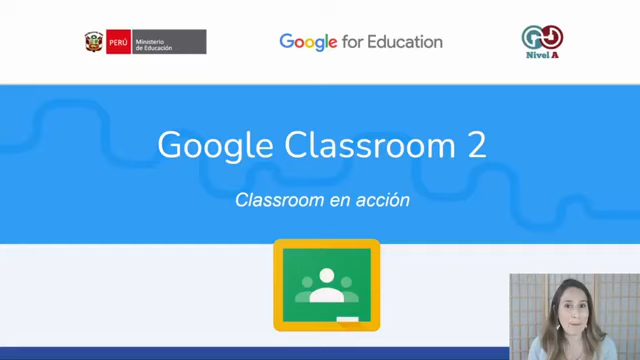 PERÚ
Ministerio
de Educación
Google for Education
Nivel A
Google Classroom 2
Classroom en acción